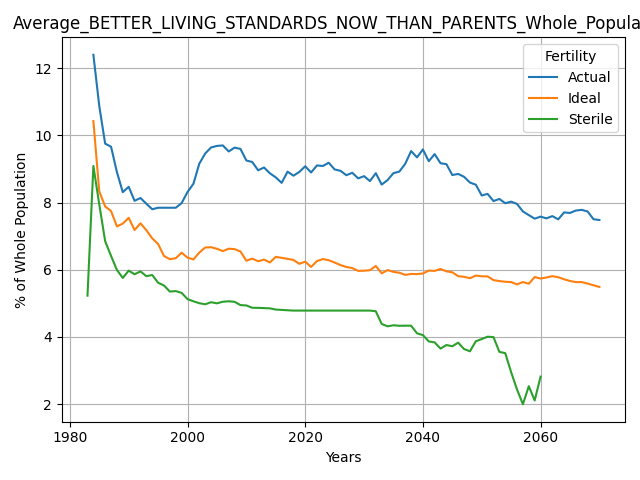 Average_BETTER_LIVING_STANDARDS_NOW_THAN_PARENTS_Whole_Popula
Fertility
Actual
Ideal
Sterile
% of Whole Population
12
10
8
6
4
2
1980
2000
2020
2040
2060
Years